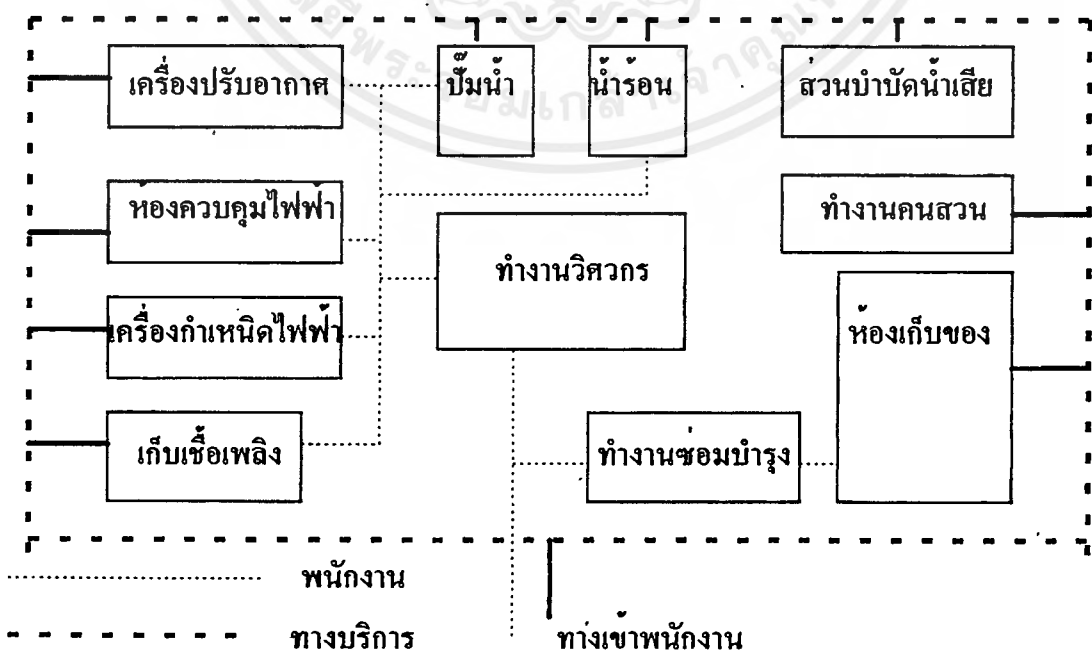 เครื่องปรับอากาศ
ปั๊มน้ำ
น้ำร้อน
ส่วนบำบัดน้ำเสีย
ห้องควบคุมไฟฟ้า
ทำงานวิศวกร
ทำงานคนสวน
เครื่องกำเหนิดไฟฟ้า
ห้องเก็บของ
เก็บเชื้อเพลิง
ทำงานซ่อมบำรุง
พนักงาน
ทางบริการ
ทางเข้าพนักงาน